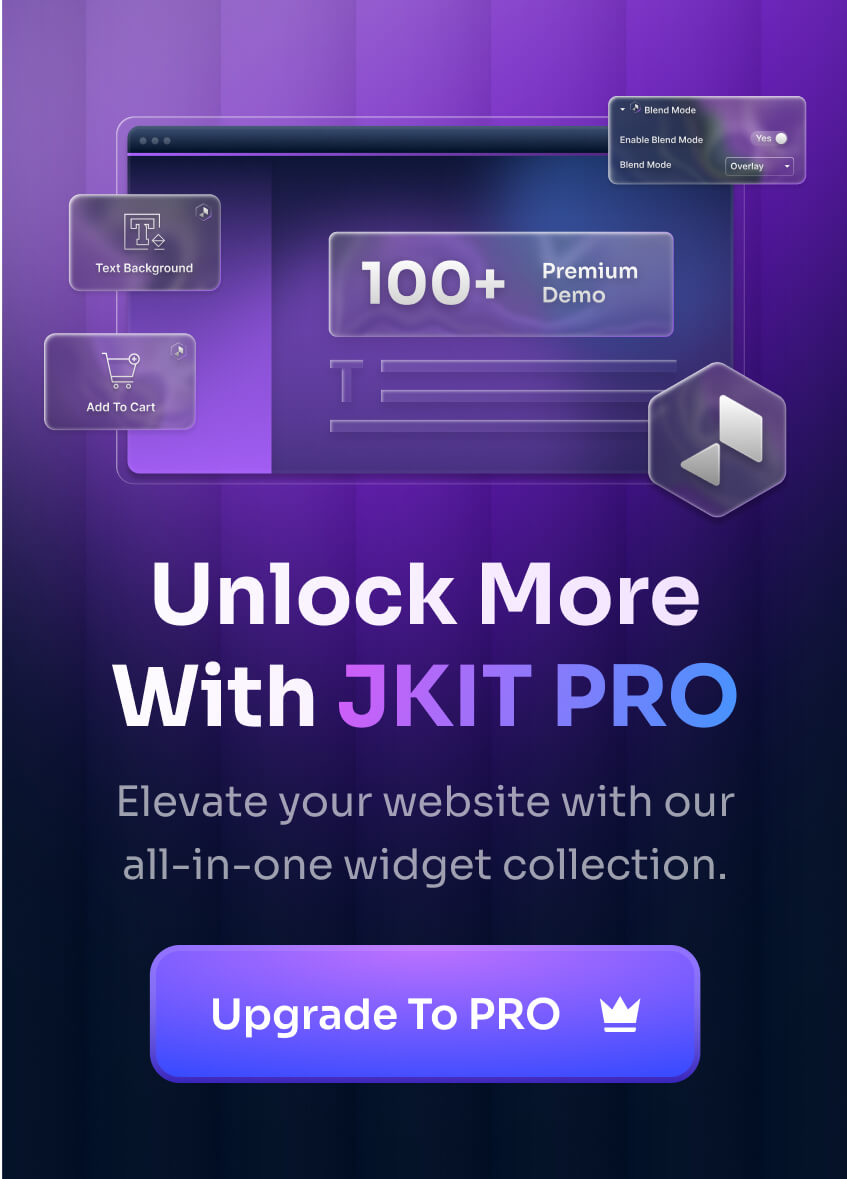 Blend Mode
Enable Blend Mode Yes
Blend Mode Overlay
Text Background
100+ Premium
Demo
T
Add To Cart
Unlock More
With JKIT PRO
Elevate your website with our
all-in-one widget collection.
Upgrade To PRO